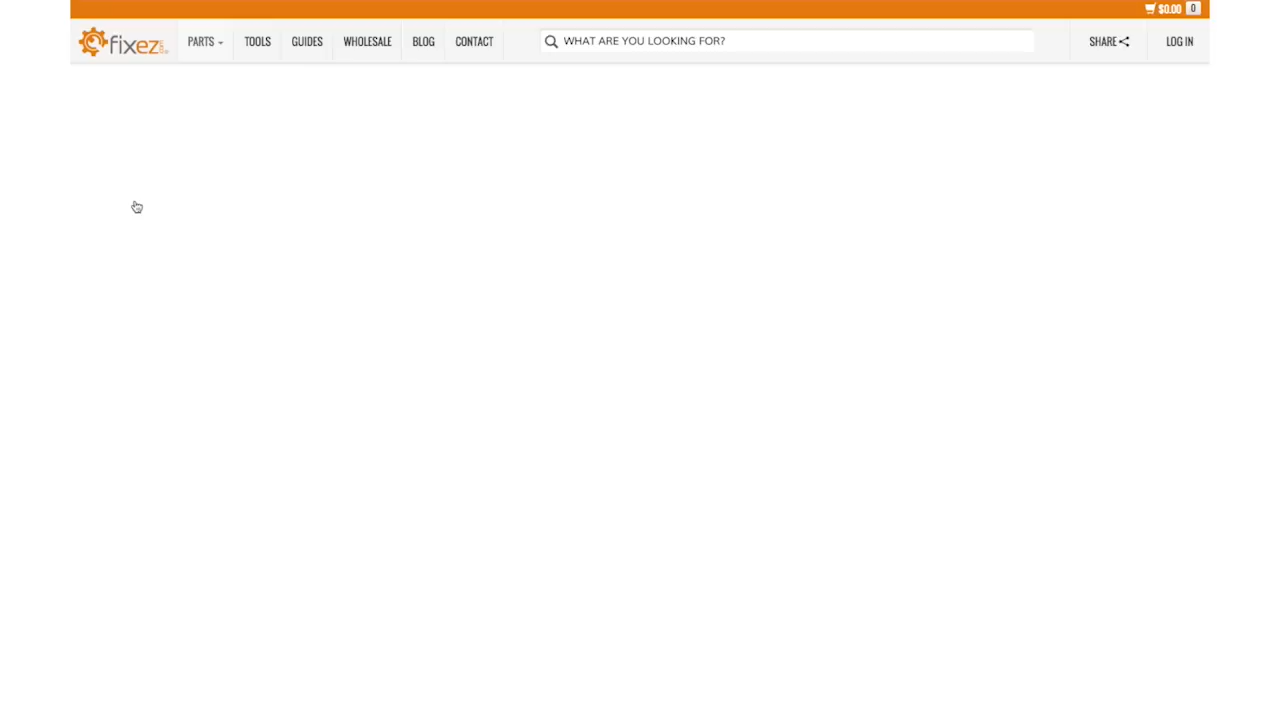 $0.00 0
fixez PARTS TOOLS GUIDES WHOLESALE BLOG CONTACT WHAT ARE YOU LOOKING FOR? SHARE LOG IN